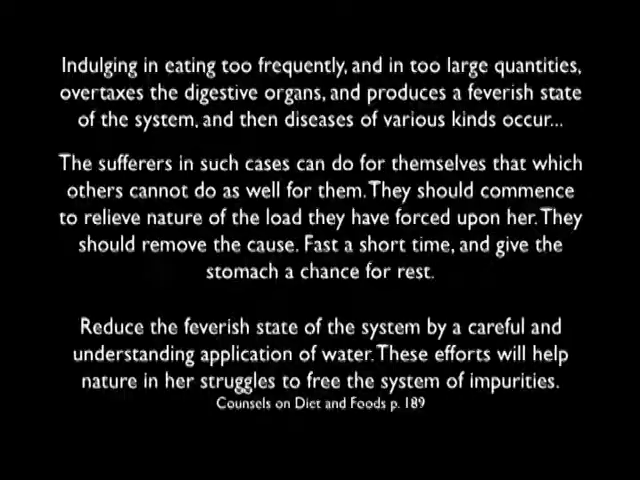 Indulging in eating too frequently, and in too large quantities,
overtaxes the digestive organs, and produces a feverish state
of the system, and then diseases of various kinds occur...
The sufferers in such cases can do for themselves that which
others cannot do as well for them. They should commence
to relieve nature of the load they have forced upon her. They
should remove the cause. Fast a short time, and give the
stomach a chance for rest.
Reduce the feverish state of the system by a careful and
understanding application of water. These efforts will help
nature in her struggles to free the system of impurities.
Counsels on Diet and Foods p. 189